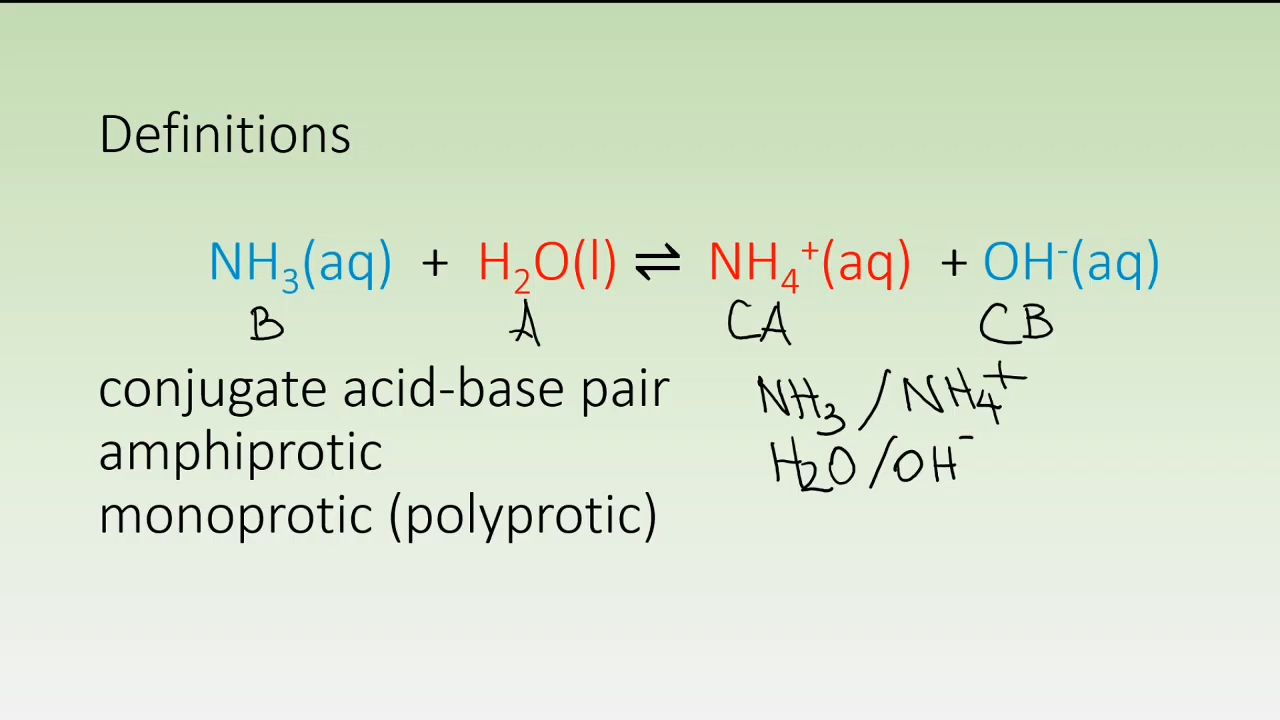 Definitions
NH₃(aq) + H₂O(l) ⇌ NH₄⁺(aq) + OH⁻(aq)
B A CA CB
conjugate acid-base pair NH₃/NH₄⁺
amphiprotic H₂O/OH⁻
monoprotic (polyprotic)